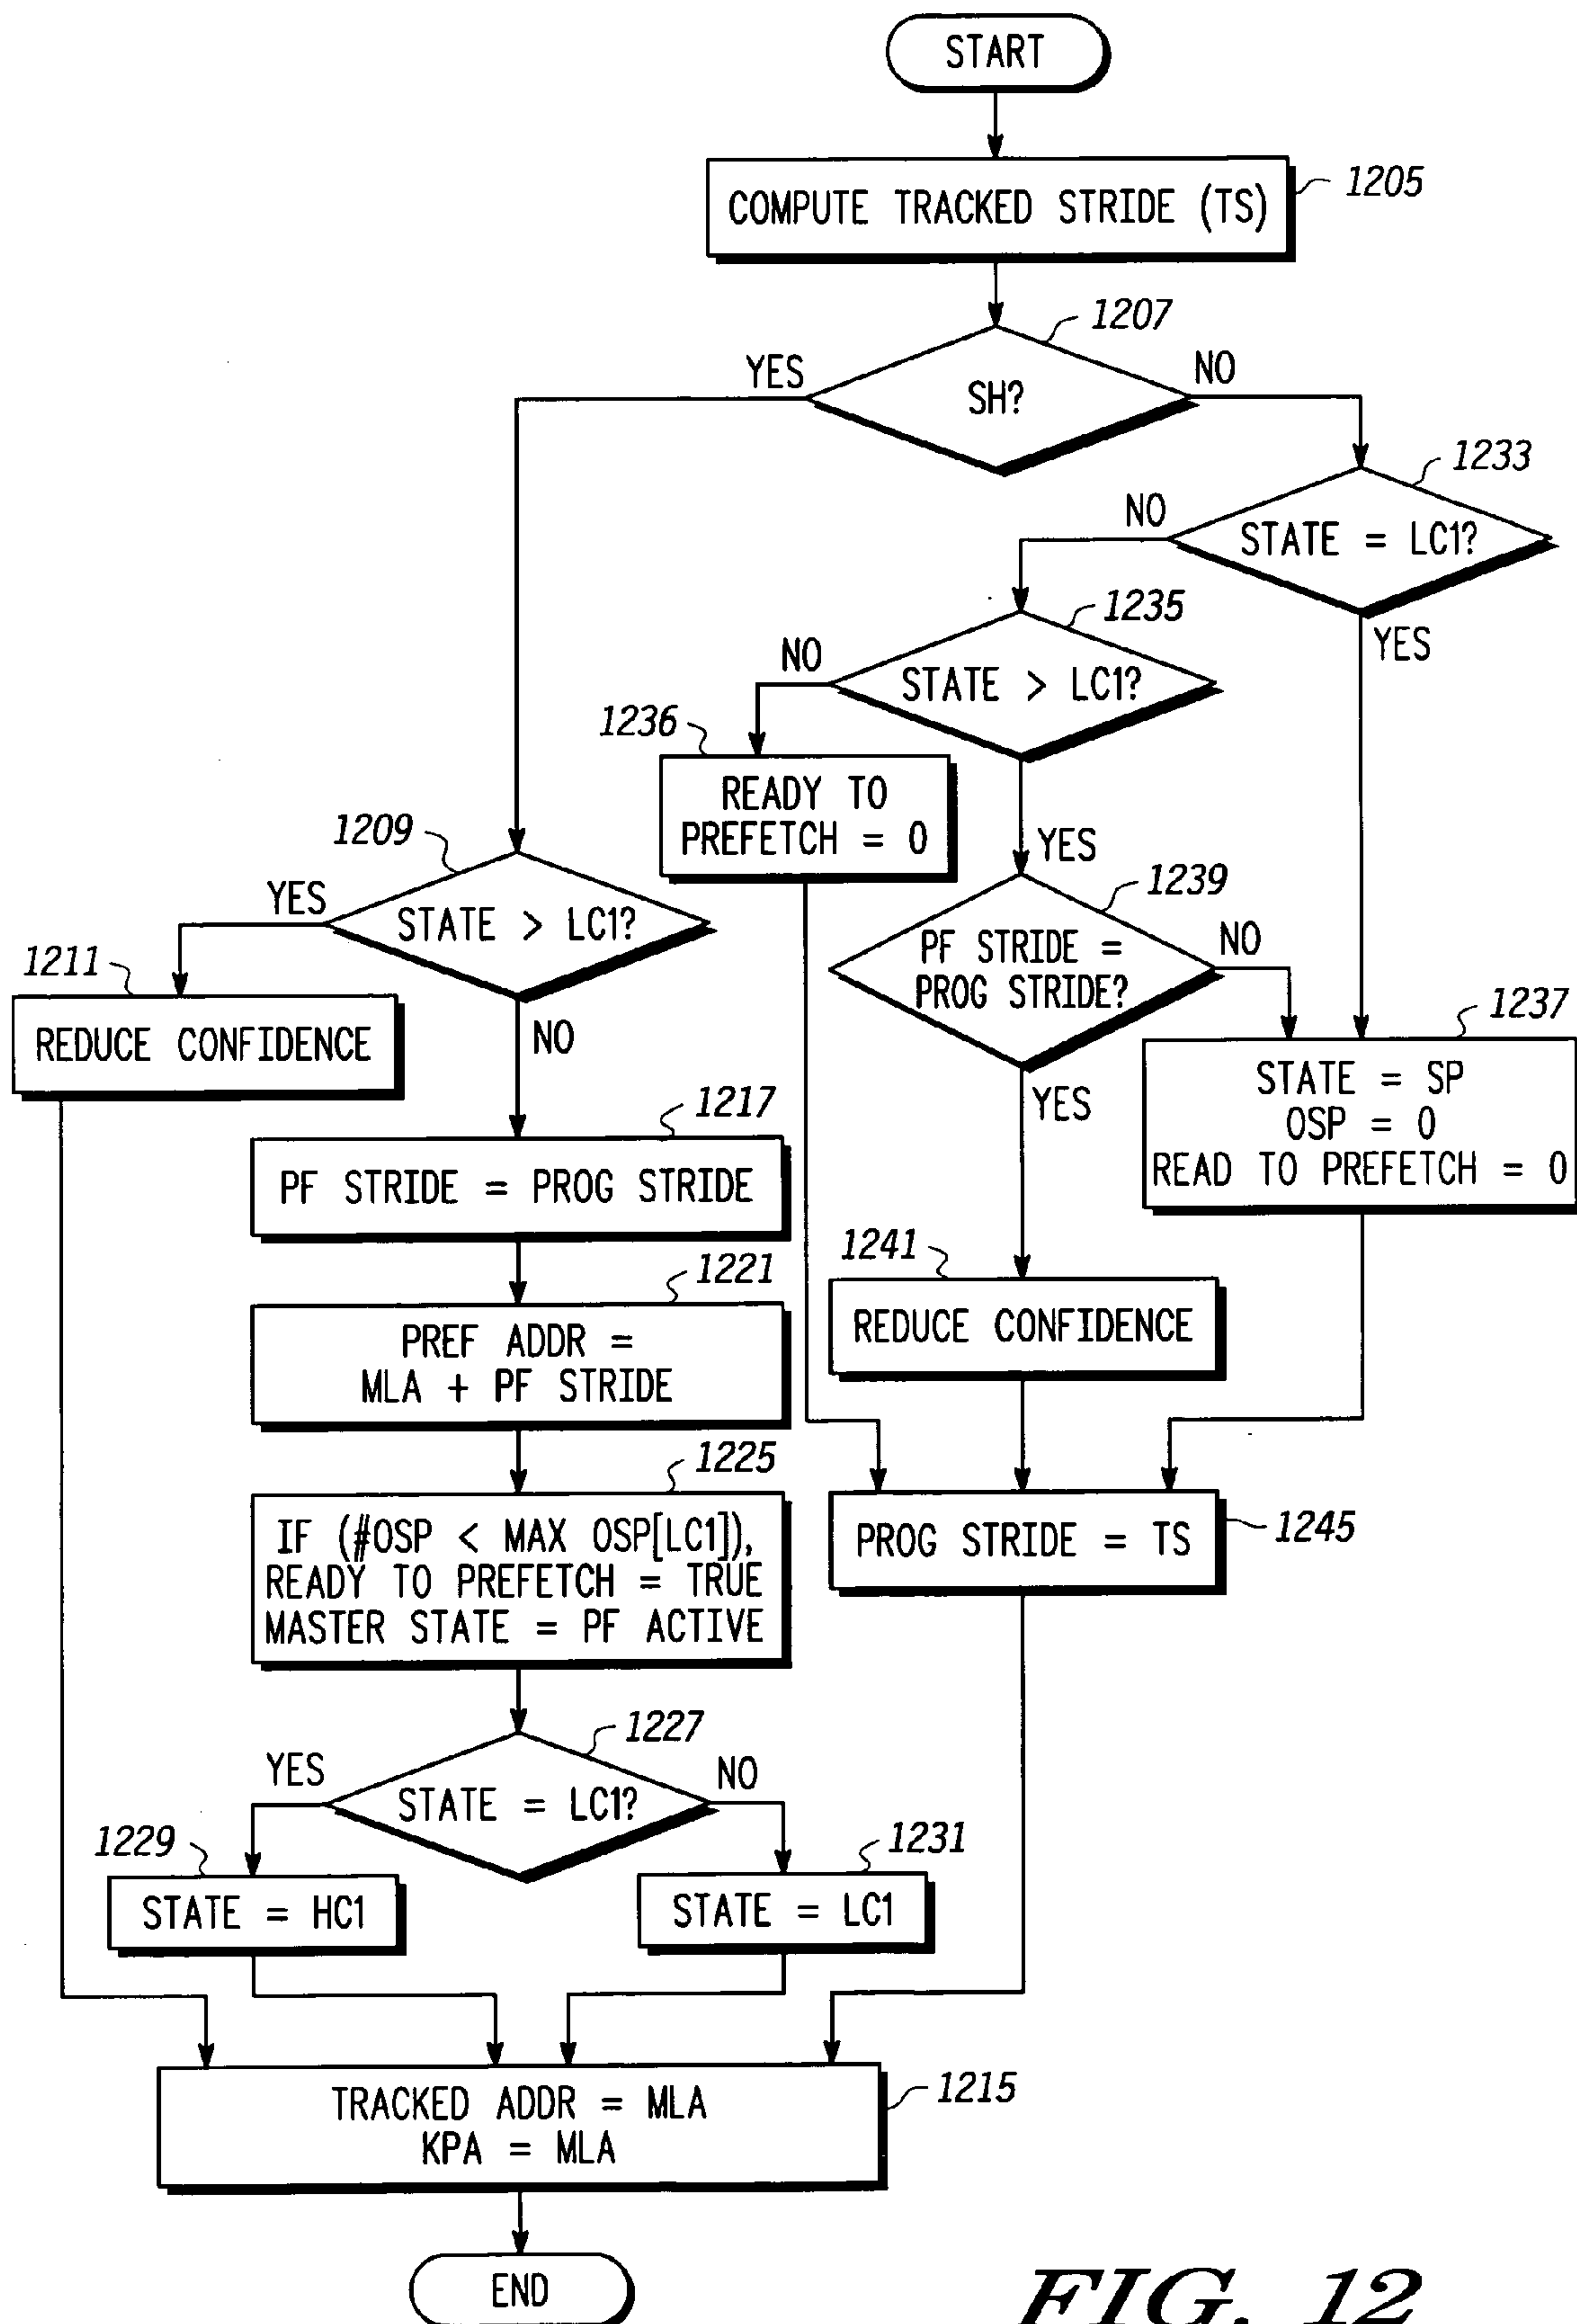 START
COMPUTE TRACKED STRIDE (TS)
1205
1207
YES
SH?
NO
1233
NO
STATE = LC1?
YES
1235
NO
STATE > LC1?
1236
READY TO
PREFETCH = 0
YES
1209
YES
STATE > LC1?
NO
1239
PF STRIDE =
PROG STRIDE?
NO
YES
1211
REDUCE CONFIDENCE
1237
STATE = SP
OSP = 0
READ TO PREFETCH = 0
1217
PF STRIDE = PROG STRIDE
1241
REDUCE CONFIDENCE
1221
PREF ADDR =
MLA + PF STRIDE
1225
IF (#OSP < MAX OSP[LC1]),
READY TO PREFETCH = TRUE
MASTER STATE = PF ACTIVE
PROG STRIDE = TS
1245
1227
YES
STATE = LC1?
NO
1229
STATE = HC1
1231
STATE = LC1
TRACKED ADDR = MLA
KPA = MLA
1215
END
FIG. 12